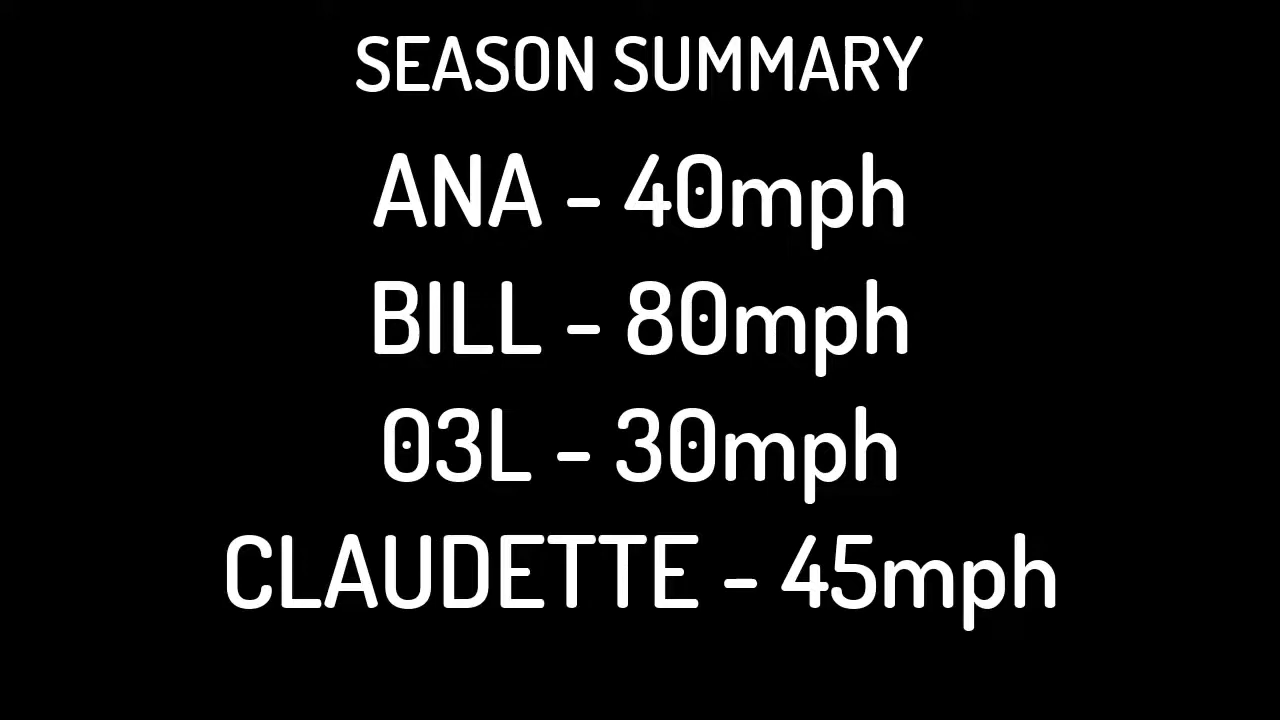 SEASON SUMMARY
ANA - 40mph
BILL - 80mph
03L - 30mph
CLAUDETTE - 45mph